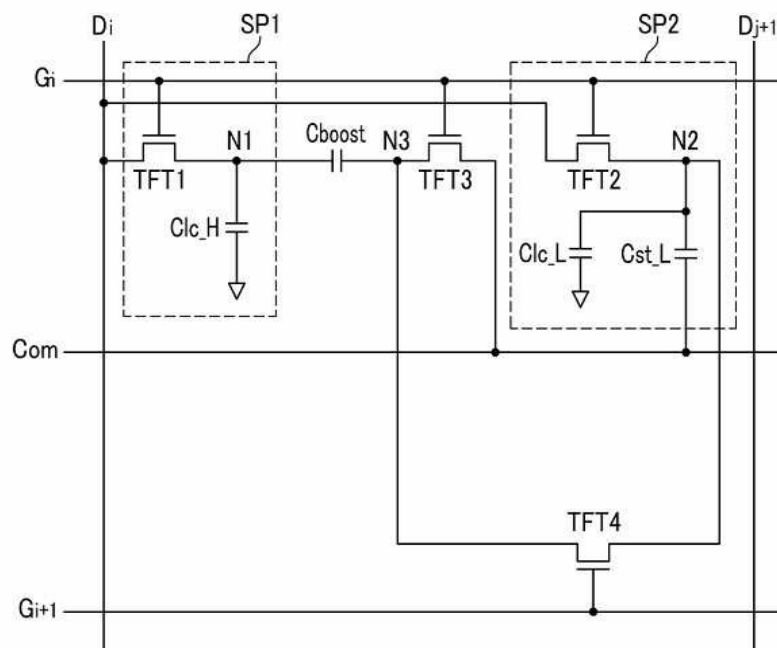 Di SP1 SP2 Dj+1
Gi
N1 Cboost N3 N2
TFT1 TFT3 TFT2
Clc_H Clc_L Cst_L
Com
TFT4
Gi+1